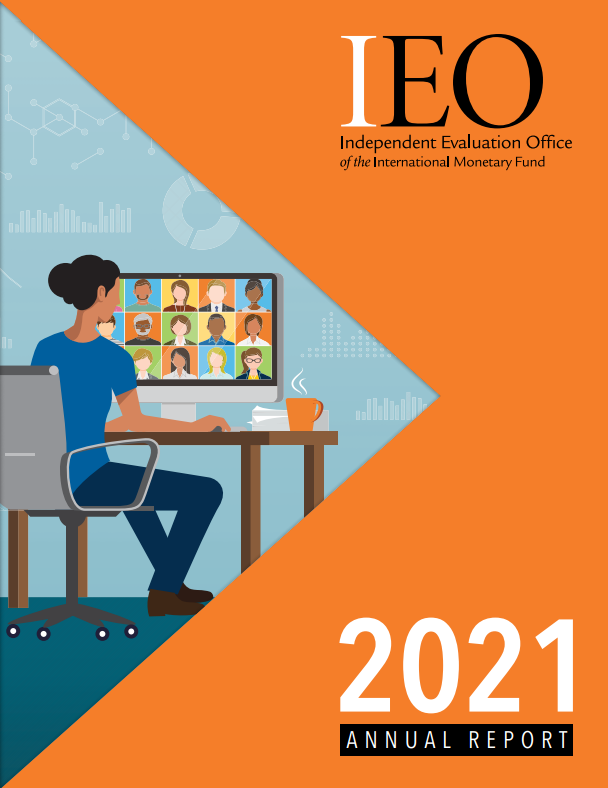 IEO
Independent Evaluation Office
of the International Monetary Fund
2021
ANNUAL REPORT